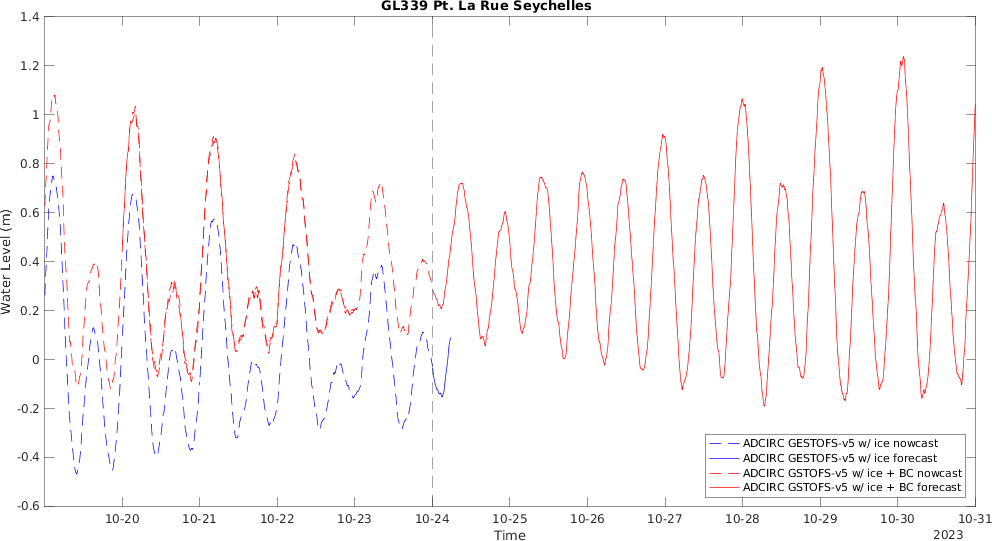 GL339 Pt. La Rue Seychelles
1.4
1.2
1
0.8
0.6
0.4
0.2
0
-0.2
-0.4
-0.6
Water Level (m)
ADCIRC GESTOFS-v5 w/ ice nowcast
ADCIRC GESTOFS-v5 w/ ice forecast
ADCIRC GSTOFS-v5 w/ ice + BC nowcast
ADCIRC GSTOFS-v5 w/ ice + BC forecast
10-20 10-21 10-22 10-23 10-24 10-25 10-26 10-27 10-28 10-29 10-30 10-31
Time
2023